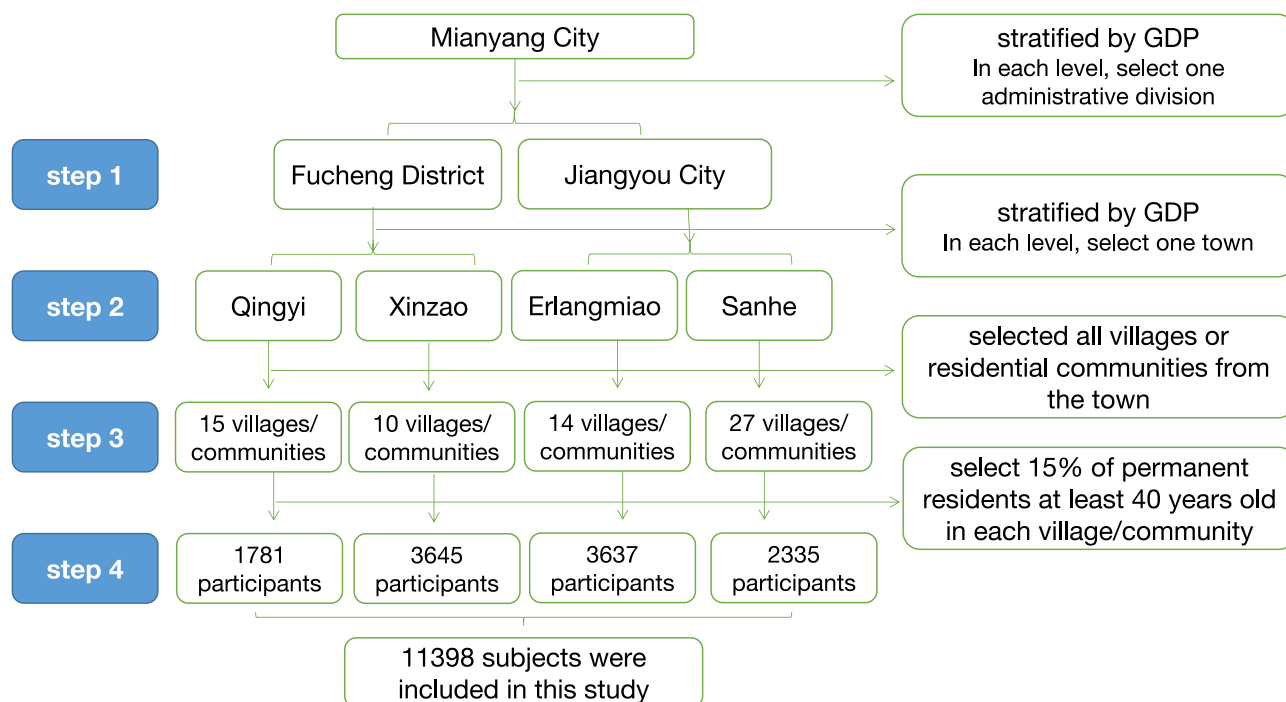 Mianyang City
stratified by GDP
In each level, select one
administrative division
step 1
Fucheng District
Jiangyou City
stratified by GDP
In each level, select one town
step 2
Qingyi
Xinzao
Erlangmiao
Sanhe
selected all villages or
residential communities from
the town
step 3
15 villages/
communities
10 villages/
communities
14 villages/
communities
27 villages/
communities
select 15% of permanent
residents at least 40 years old
in each village/community
step 4
1781
participants
3645
participants
3637
participants
2335
participants
11398 subjects were
included in this study